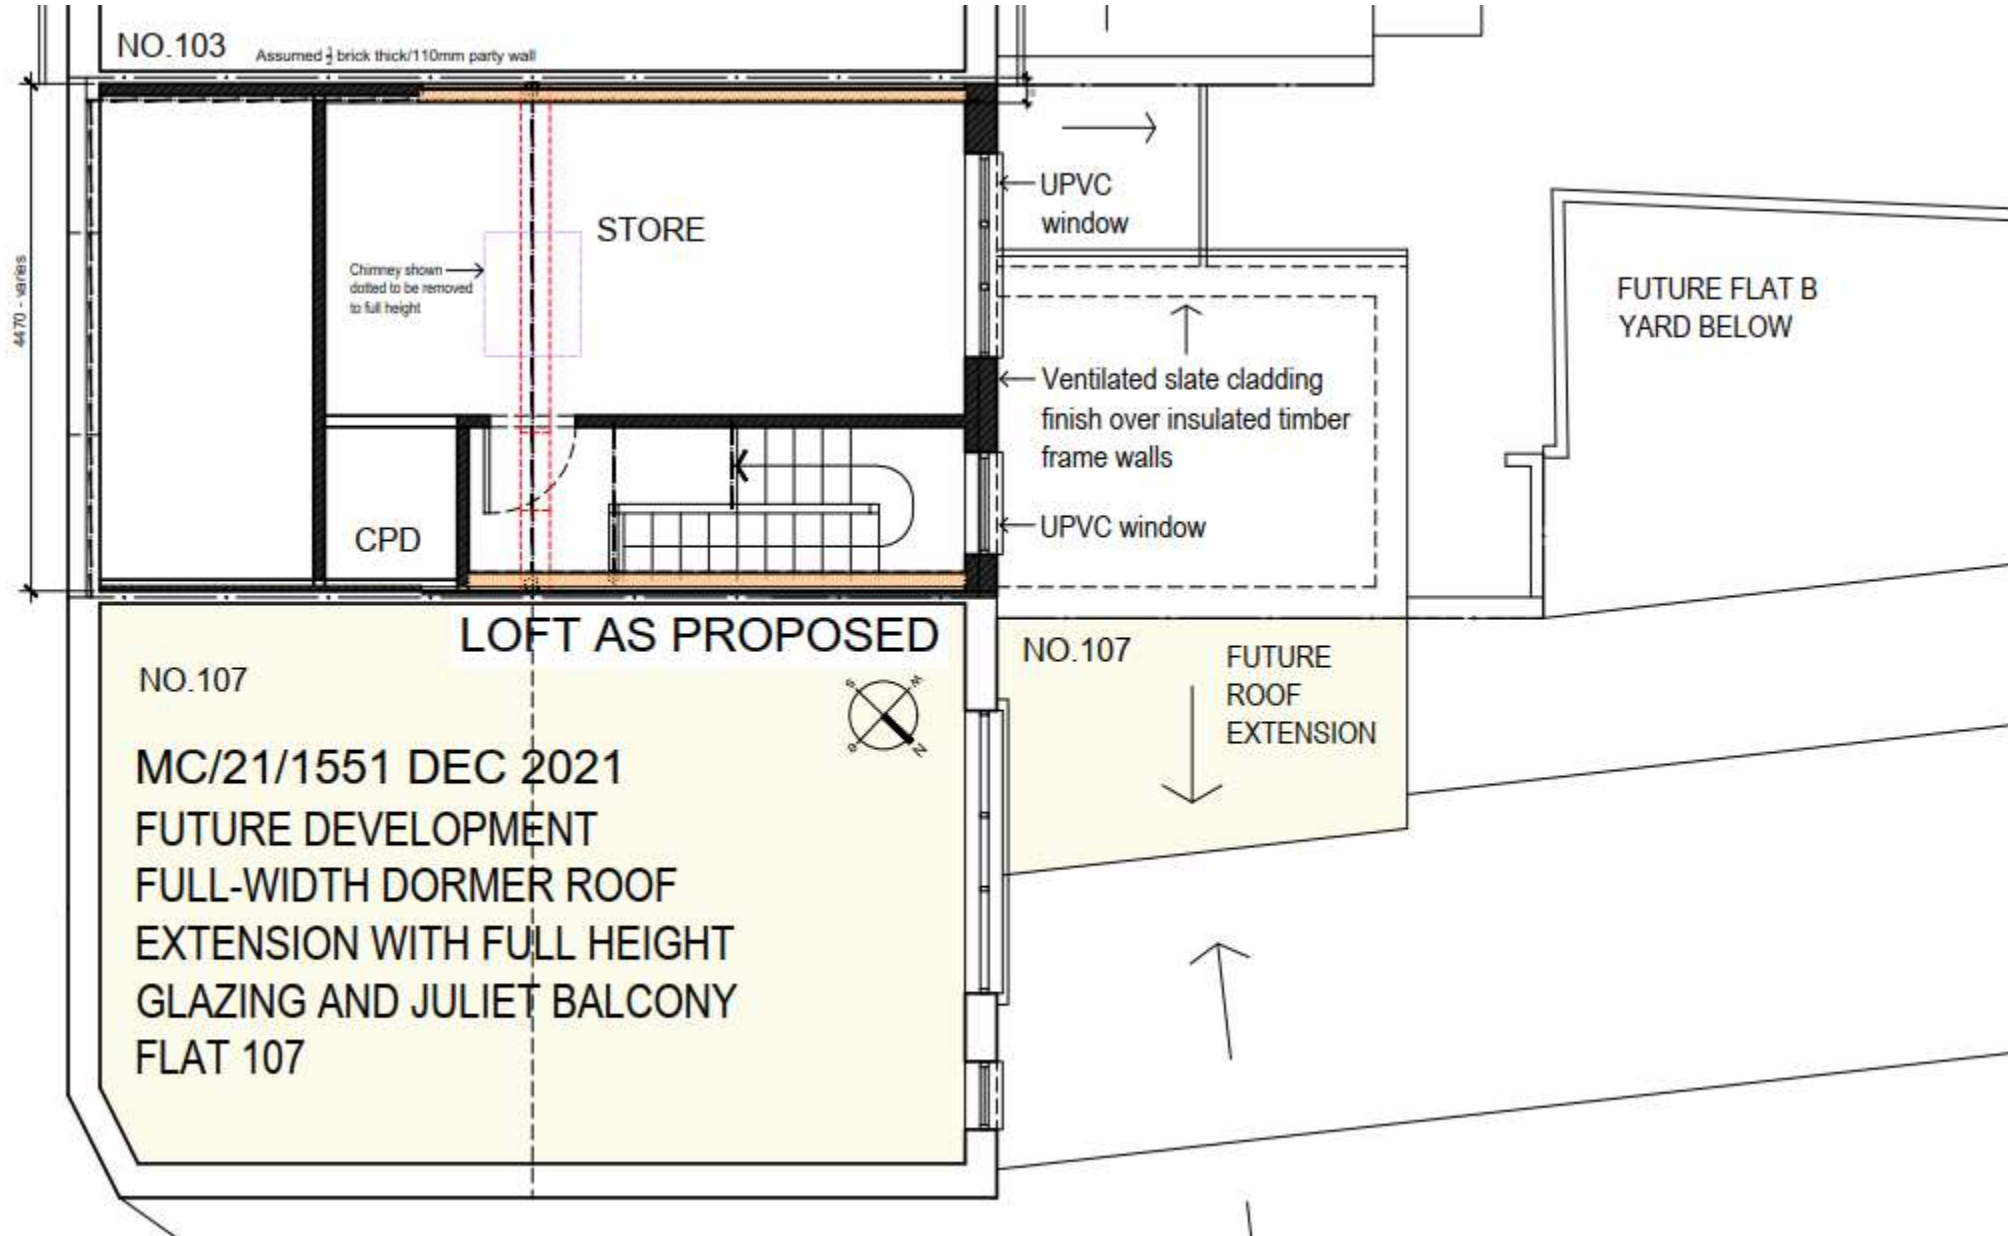 NO.103
Assumed ½ brick thick/110mm party wall
4470 - varies
STORE
Chimney shown
dotted to be removed
to full height
UPVC
window
Ventilated slate cladding
finish over insulated timber
frame walls
UPVC window
FUTURE FLAT B
YARD BELOW
CPD
LOFT AS PROPOSED
NO.107
S
W
e
N
MC/21/1551 DEC 2021
FUTURE DEVELOPMENT
FULL-WIDTH DORMER ROOF
EXTENSION WITH FULL HEIGHT
GLAZING AND JULIET BALCONY
FLAT 107
NO.107
FUTURE
ROOF
EXTENSION